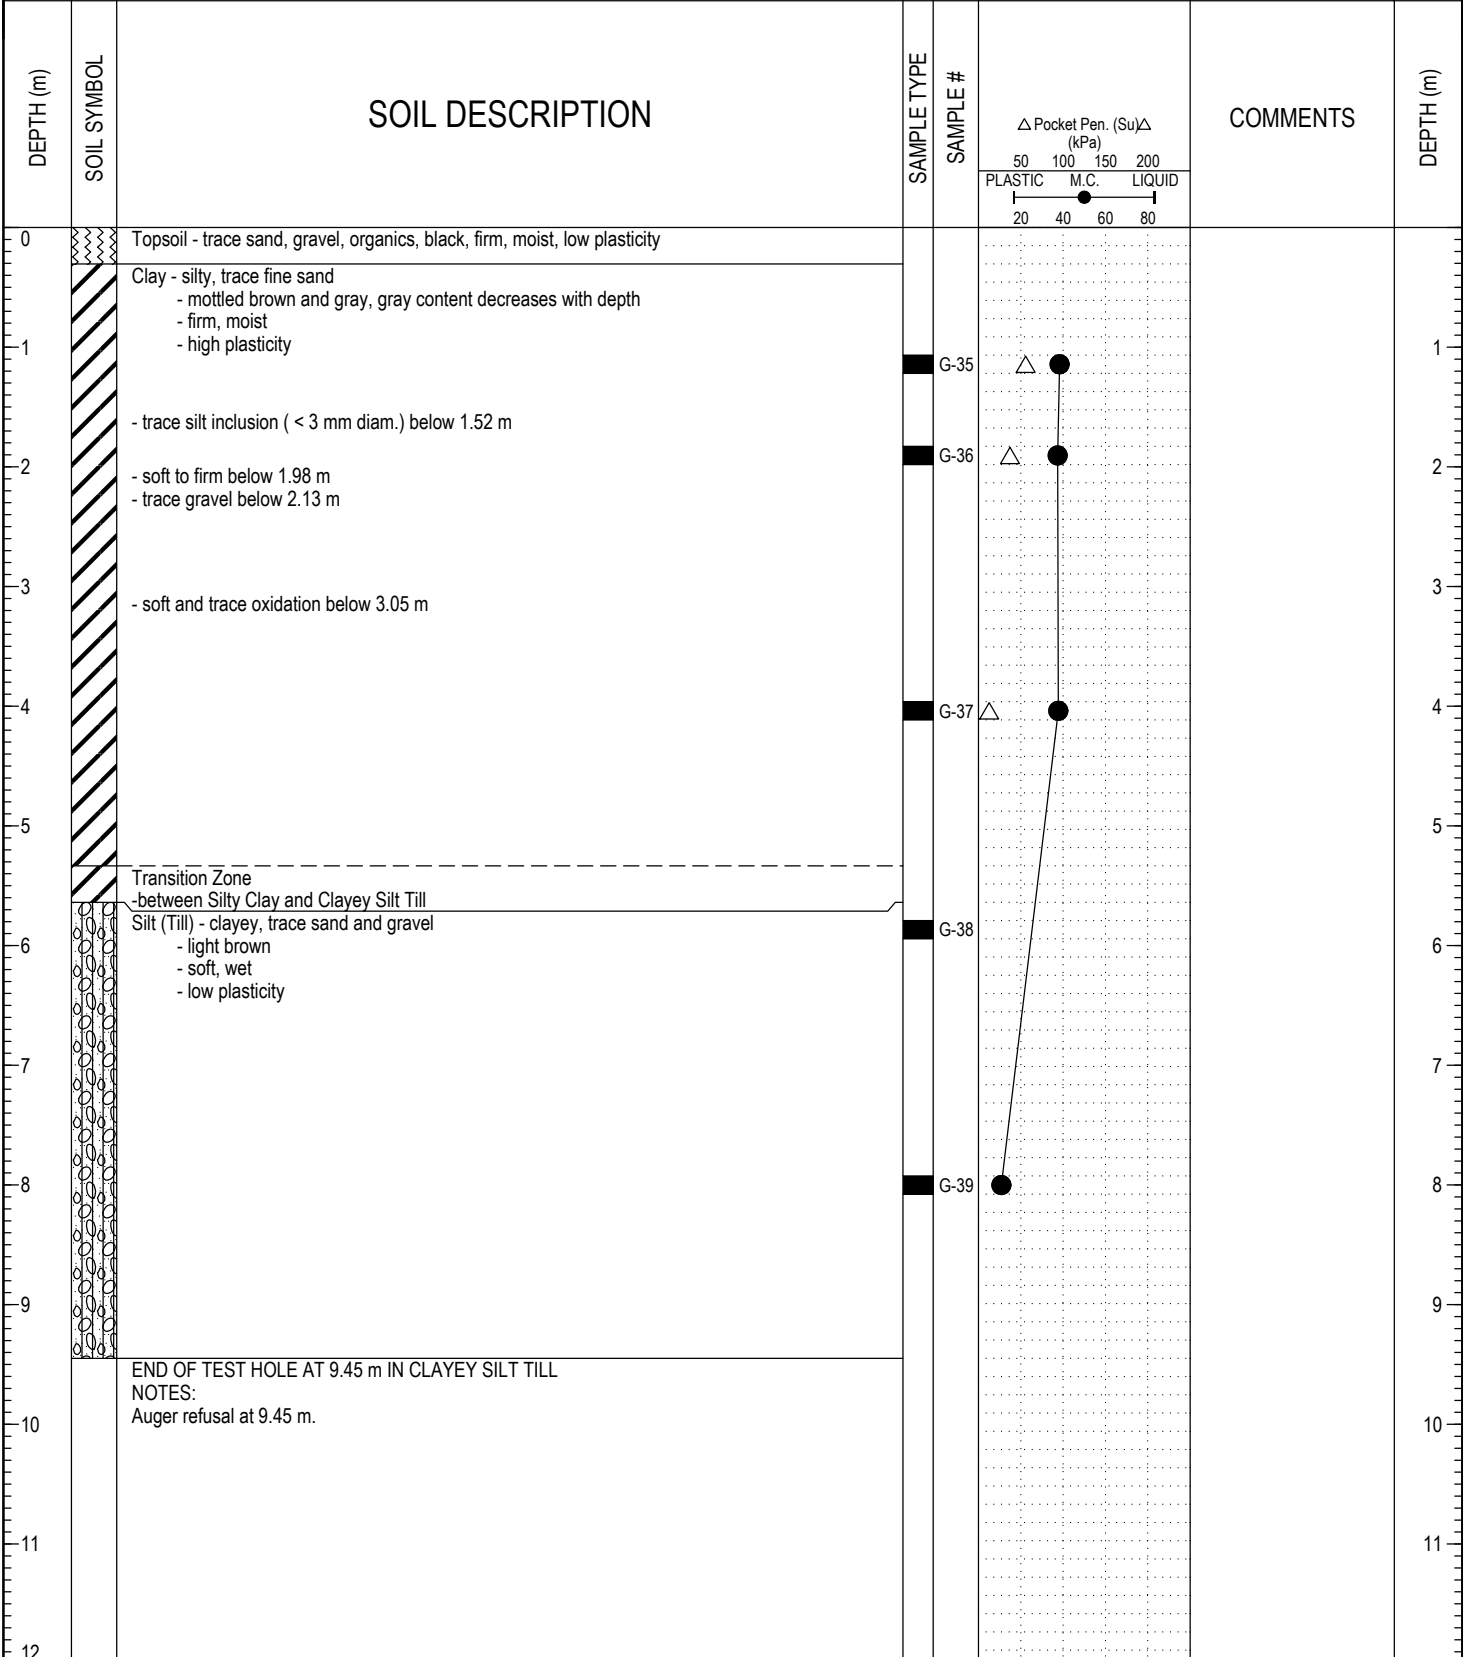 DEPTH (m)
SOIL SYMBOL
SOIL DESCRIPTION
SAMPLE TYPE
SAMPLE #
△ Pocket Pen. (Su)△
(kPa)
50 100 150 200
PLASTIC M.C. LIQUID
20 40 60 80
COMMENTS
DEPTH (m)
0
Topsoil - trace sand, gravel, organics, black, firm, moist, low plasticity
Clay - silty, trace fine sand
- mottled brown and gray, gray content decreases with depth
- firm, moist
- high plasticity
1 1
G-35
- trace silt inclusion ( < 3 mm diam.) below 1.52 m
G-36
2 2
- soft to firm below 1.98 m
- trace gravel below 2.13 m
3 3
- soft and trace oxidation below 3.05 m
4 4
G-37
5 5
Transition Zone
-between Silty Clay and Clayey Silt Till
Silt (Till) - clayey, trace sand and gravel
G-38
6 6
- light brown
- soft, wet
- low plasticity
7 7
8 G-39 8
9 9
END OF TEST HOLE AT 9.45 m IN CLAYEY SILT TILL
NOTES:
Auger refusal at 9.45 m.
10 10
11 11
12